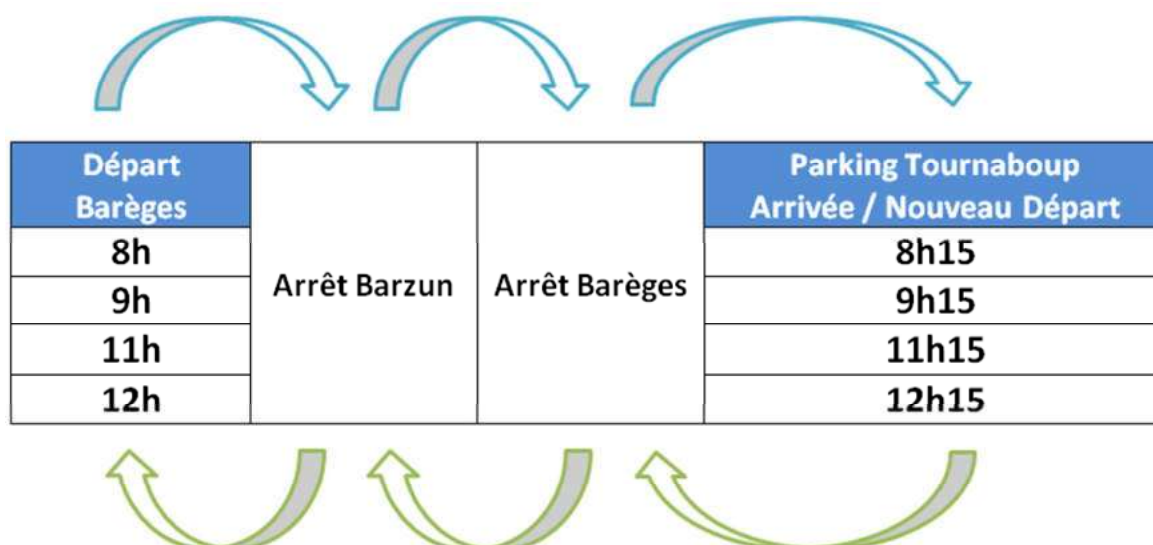 Départ
Barèges
Parking Tournaboup
Arrivée / Nouveau Départ
8h
Arrêt Barzun
Arrêt Barèges
8h15
9h
9h15
11h
11h15
12h
12h15